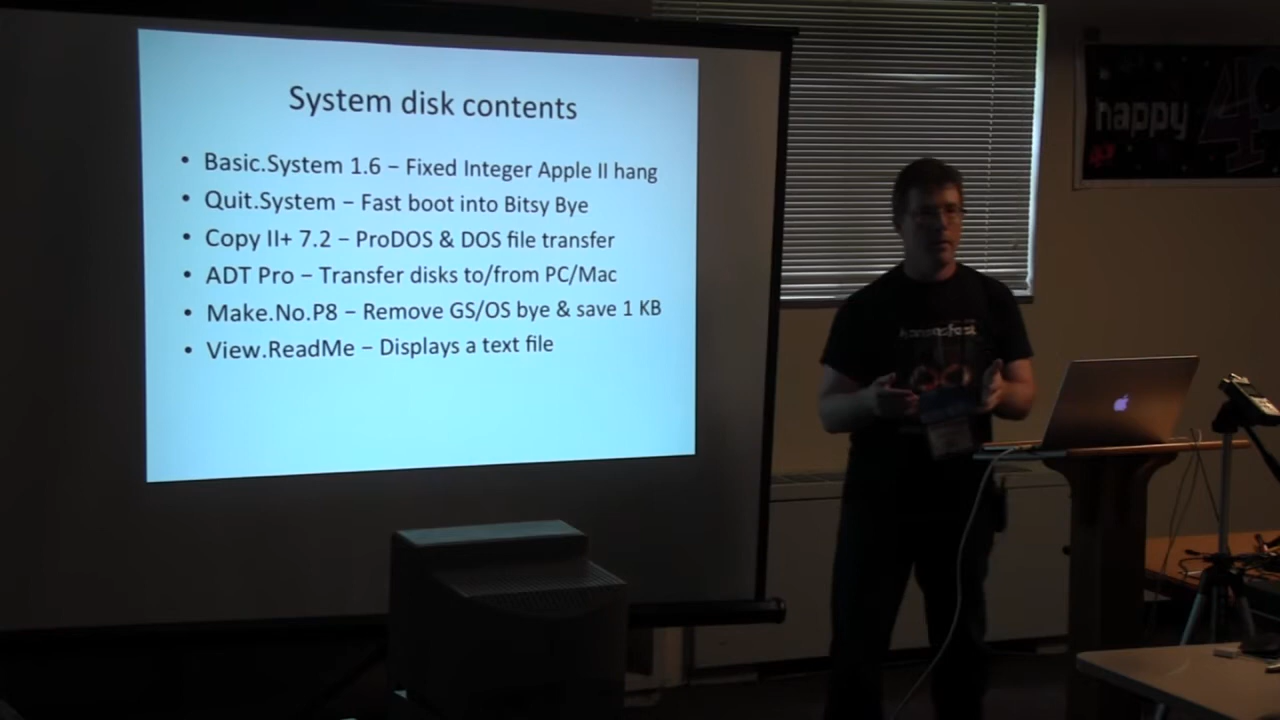 System disk contents
• Basic.System 1.6 – Fixed Integer Apple II hang
• Quit.System – Fast boot into Bitsy Bye
• Copy II+ 7.2 – ProDOS & DOS file transfer
• ADT Pro – Transfer disks to/from PC/Mac
• Make.No.P8 – Remove GS/OS bye & save 1 KB
• View.ReadMe – Displays a text file
happy
kansasfest